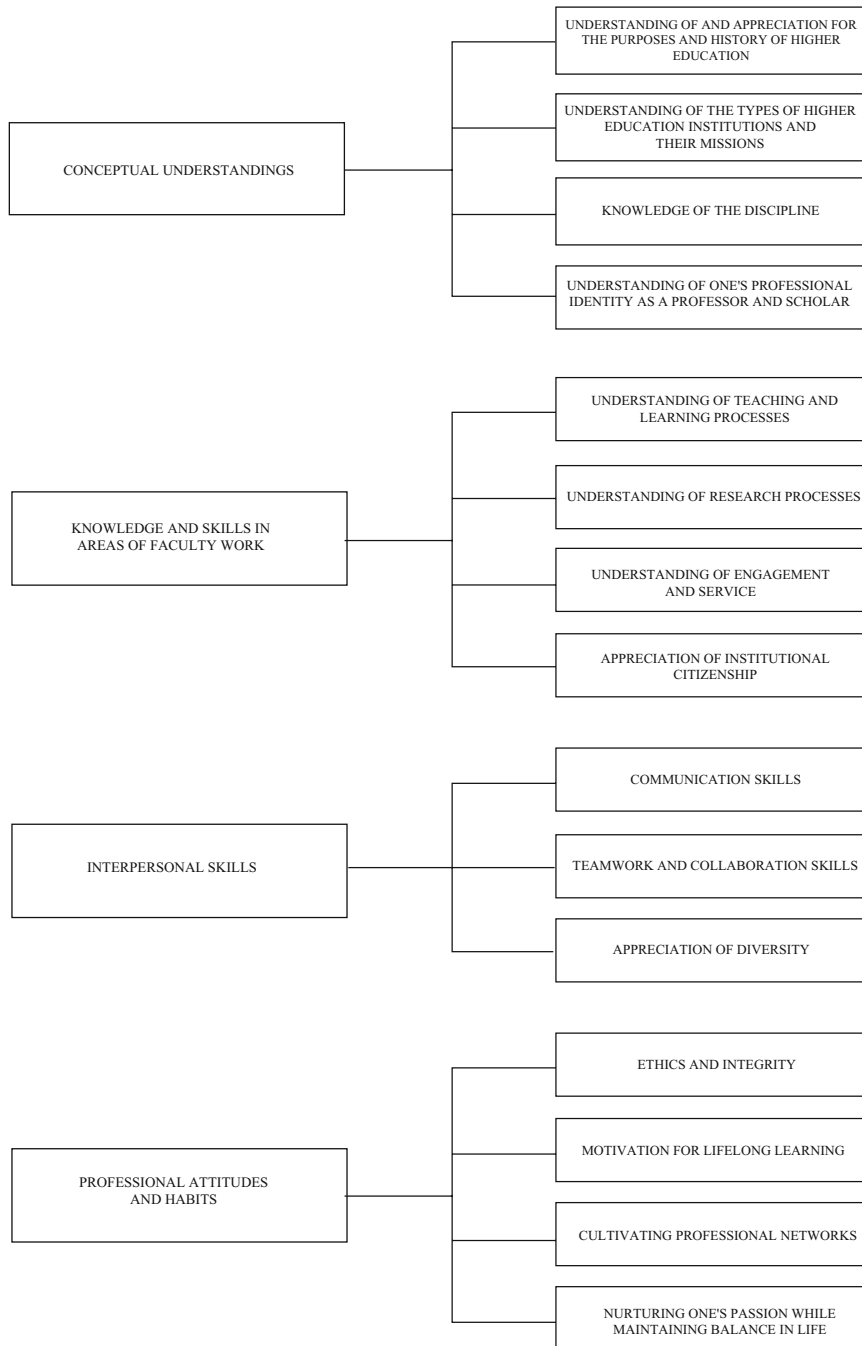 UNDERSTANDING OF AND APPRECIATION FOR
THE PURPOSES AND HISTORY OF HIGHER
EDUCATION
CONCEPTUAL UNDERSTANDINGS
UNDERSTANDING OF THE TYPES OF HIGHER
EDUCATION INSTITUTIONS AND
THEIR MISSIONS
KNOWLEDGE OF THE DISCIPLINE
UNDERSTANDING OF ONE'S PROFESSIONAL
IDENTITY AS A PROFESSOR AND SCHOLAR
KNOWLEDGE AND SKILLS IN
AREAS OF FACULTY WORK
UNDERSTANDING OF TEACHING AND
LEARNING PROCESSES
UNDERSTANDING OF RESEARCH PROCESSES
UNDERSTANDING OF ENGAGEMENT
AND SERVICE
APPRECIATION OF INSTITUTIONAL
CITIZENSHIP
INTERPERSONAL SKILLS
COMMUNICATION SKILLS
TEAMWORK AND COLLABORATION SKILLS
APPRECIATION OF DIVERSITY
PROFESSIONAL ATTITUDES
AND HABITS
ETHICS AND INTEGRITY
MOTIVATION FOR LIFELONG LEARNING
CULTIVATING PROFESSIONAL NETWORKS
NURTURING ONE'S PASSION WHILE
MAINTAINING BALANCE IN LIFE